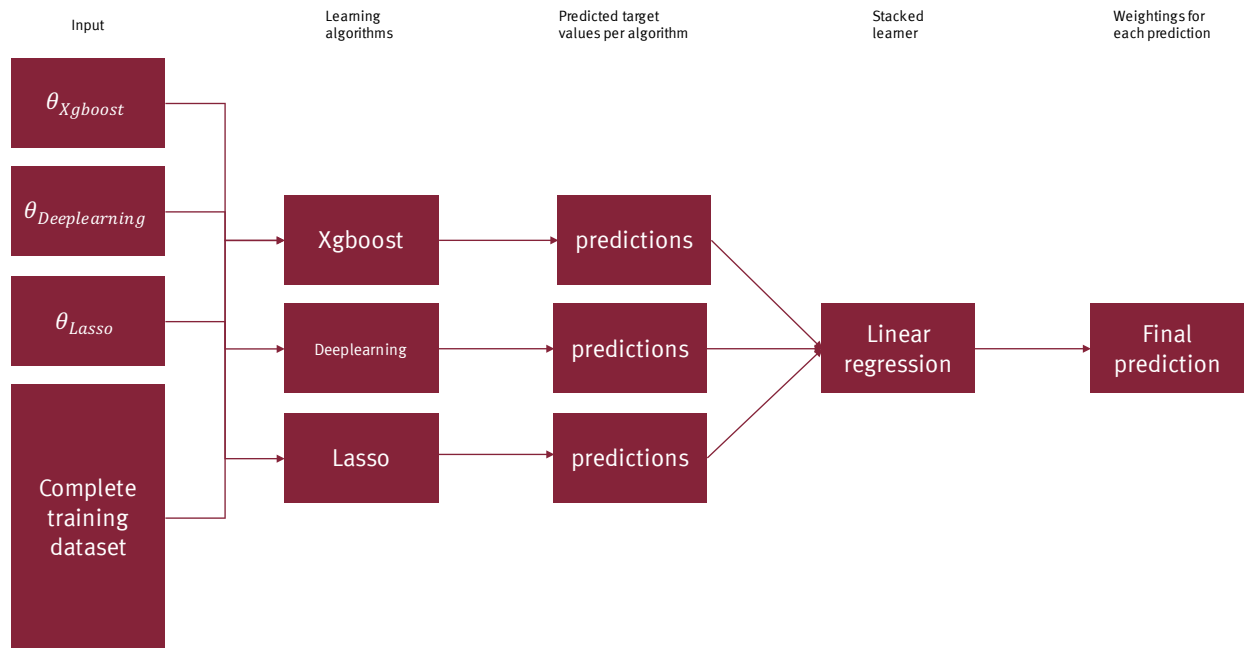 Input
Learning
algorithms
Predicted target
values per algorithm
Stacked
learner
Weightings for
each prediction
θXgboost
θDeeplearning
θLasso
Complete
training
dataset
Xgboost
Deeplearning
Lasso
predictions
predictions
predictions
Linear
regression
Final
prediction